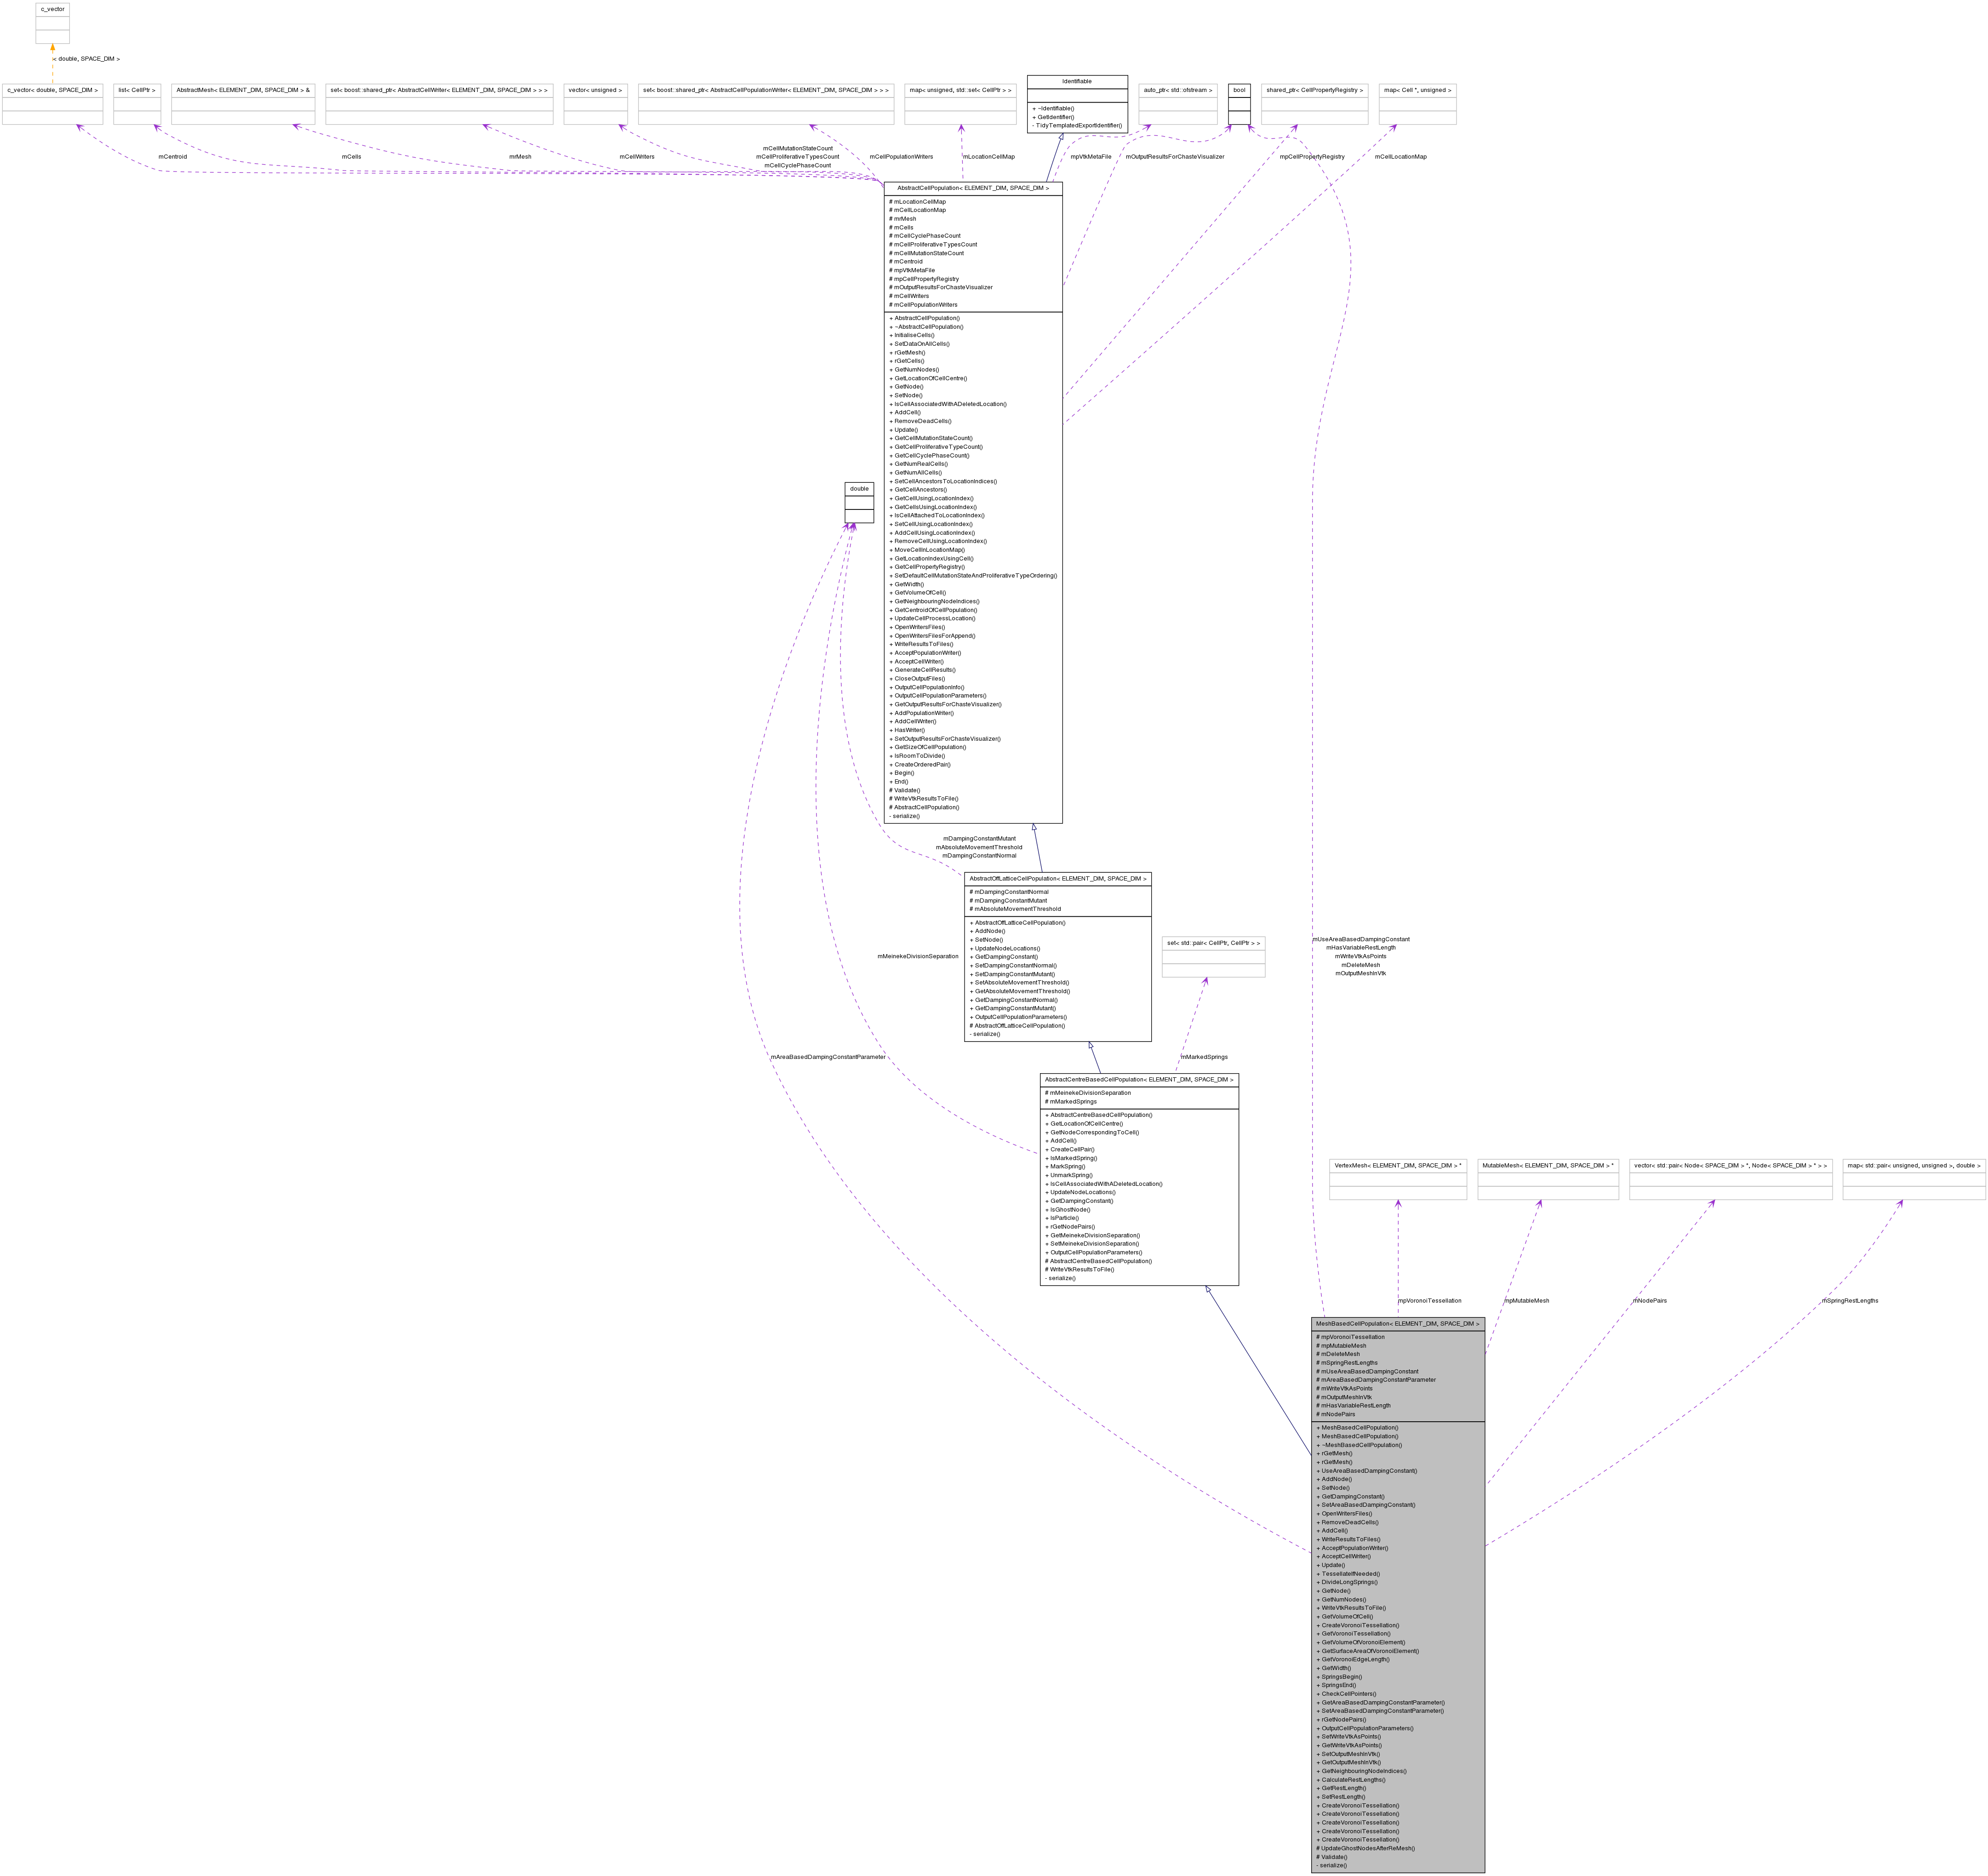 c_vector
< double, SPACE_DIM >
c_vector< double, SPACE_DIM >
list< CellPtr >
AbstractMesh< ELEMENT_DIM, SPACE_DIM > &
set< boost::shared_ptr< AbstractCellWriter< ELEMENT_DIM, SPACE_DIM > > >
vector< unsigned >
set< boost::shared_ptr< AbstractCellPopulationWriter< ELEMENT_DIM, SPACE_DIM > > >
map< unsigned, std::set< CellPtr > >
Identifiable
+ ~Identifiable()
+ GetIdentifier()
- TidyTemplatedExportIdentifier()
auto_ptr< std::ofstream >
bool
shared_ptr< CellPropertyRegistry >
map< Cell *, unsigned >
mCentroid
mCells
mrMesh
mCellWriters
mCellMutationStateCount
mCellProliferativeTypesCount
mCellCyclePhaseCount
mCellPopulationWriters
mLocationCellMap
mpVtkMetaFile
mOutputResultsForChasteVisualizer
mpCellPropertyRegistry
mCellLocationMap
AbstractCellPopulation< ELEMENT_DIM, SPACE_DIM >
# mLocationCellMap
# mCellLocationMap
# mrMesh
# mCells
# mCellCyclePhaseCount
# mCellProliferativeTypesCount
# mCellMutationStateCount
# mCentroid
# mpVtkMetaFile
# mpCellPropertyRegistry
# mOutputResultsForChasteVisualizer
# mCellWriters
# mCellPopulationWriters
+ AbstractCellPopulation()
+ ~AbstractCellPopulation()
+ InitialiseCells()
+ SetDataOnAllCells()
+ rGetMesh()
+ rGetCells()
+ GetNumNodes()
+ GetLocationOfCellCentre()
+ GetNode()
+ SetNode()
+ IsCellAssociatedWithADeletedLocation()
+ AddCell()
+ RemoveDeadCells()
+ Update()
+ GetCellMutationStateCount()
+ GetCellProliferativeTypeCount()
+ GetCellCyclePhaseCount()
+ GetNumRealCells()
+ GetNumAllCells()
+ SetCellAncestorsToLocationIndices()
+ GetCellAncestors()
+ GetCellUsingLocationIndex()
+ GetCellsUsingLocationIndex()
+ IsCellAttachedToLocationIndex()
+ SetCellUsingLocationIndex()
+ AddCellUsingLocationIndex()
+ RemoveCellUsingLocationIndex()
+ MoveCellInLocationMap()
+ GetLocationIndexUsingCell()
+ GetCellPropertyRegistry()
+ SetDefaultCellMutationStateAndProliferativeTypeOrdering()
+ GetWidth()
+ GetVolumeOfCell()
+ GetNeighbouringNodeIndices()
+ GetCentroidOfCellPopulation()
+ UpdateCellProcessLocation()
+ OpenWritersFiles()
+ OpenWritersFilesForAppend()
+ WriteResultsToFiles()
+ AcceptPopulationWriter()
+ AcceptCellWriter()
+ GenerateCellResults()
+ CloseOutputFiles()
+ OutputCellPopulationInfo()
+ OutputCellPopulationParameters()
+ GetOutputResultsForChasteVisualizer()
+ AddPopulationWriter()
+ AddCellWriter()
+ HasWriter()
+ SetOutputResultsForChasteVisualizer()
+ GetSizeOfCellPopulation()
+ IsRoomToDivide()
+ CreateOrderedPair()
+ Begin()
+ End()
# Validate()
# WriteVtkResultsToFile()
# AbstractCellPopulation()
- serialize()
double
mDampingConstantMutant
mAbsoluteMovementThreshold
mDampingConstantNormal
AbstractOffLatticeCellPopulation< ELEMENT_DIM, SPACE_DIM >
# mDampingConstantNormal
# mDampingConstantMutant
# mAbsoluteMovementThreshold
+ AbstractOffLatticeCellPopulation()
+ AddNode()
+ SetNode()
+ UpdateNodeLocations()
+ GetDampingConstant()
+ SetDampingConstantNormal()
+ SetDampingConstantMutant()
+ SetAbsoluteMovementThreshold()
+ GetAbsoluteMovementThreshold()
+ GetDampingConstantNormal()
+ GetDampingConstantMutant()
+ OutputCellPopulationParameters()
# AbstractOffLatticeCellPopulation()
- serialize()
mMeinekeDivisionSeparation
set< std::pair< CellPtr, CellPtr > >
mUseAreaBasedDampingConstant
mHasVariableRestLength
mWriteVtkAsPoints
mDeleteMesh
mOutputMeshInVtk
mAreaBasedDampingConstantParameter
mMarkedSprings
AbstractCentreBasedCellPopulation< ELEMENT_DIM, SPACE_DIM >
# mMeinekeDivisionSeparation
# mMarkedSprings
+ AbstractCentreBasedCellPopulation()
+ GetLocationOfCellCentre()
+ GetNodeCorrespondingToCell()
+ AddCell()
+ CreateCellPair()
+ IsMarkedSpring()
+ MarkSpring()
+ UnmarkSpring()
+ IsCellAssociatedWithADeletedLocation()
+ UpdateNodeLocations()
+ GetDampingConstant()
+ IsGhostNode()
+ IsParticle()
+ rGetNodePairs()
+ GetMeinekeDivisionSeparation()
+ SetMeinekeDivisionSeparation()
+ OutputCellPopulationParameters()
# AbstractCentreBasedCellPopulation()
# WriteVtkResultsToFile()
- serialize()
VertexMesh< ELEMENT_DIM, SPACE_DIM > *
MutableMesh< ELEMENT_DIM, SPACE_DIM > *
vector< std::pair< Node< SPACE_DIM > *, Node< SPACE_DIM > * > >
map< std::pair< unsigned, unsigned >, double >
mpVoronoiTessellation
mpMutableMesh
mNodePairs
mSpringRestLengths
MeshBasedCellPopulation< ELEMENT_DIM, SPACE_DIM >
# mpVoronoiTessellation
# mpMutableMesh
# mDeleteMesh
# mSpringRestLengths
# mUseAreaBasedDampingConstant
# mAreaBasedDampingConstantParameter
# mWriteVtkAsPoints
# mOutputMeshInVtk
# mHasVariableRestLength
# mNodePairs
+ MeshBasedCellPopulation()
+ MeshBasedCellPopulation()
+ ~MeshBasedCellPopulation()
+ rGetMesh()
+ rGetMesh()
+ UseAreaBasedDampingConstant()
+ AddNode()
+ SetNode()
+ GetDampingConstant()
+ SetAreaBasedDampingConstant()
+ OpenWritersFiles()
+ RemoveDeadCells()
+ AddCell()
+ WriteResultsToFiles()
+ AcceptPopulationWriter()
+ AcceptCellWriter()
+ Update()
+ TessellateIfNeeded()
+ DivideLongSprings()
+ GetNode()
+ GetNumNodes()
+ WriteVtkResultsToFile()
+ GetVolumeOfCell()
+ CreateVoronoiTessellation()
+ GetVoronoiTessellation()
+ GetVolumeOfVoronoiElement()
+ GetSurfaceAreaOfVoronoiElement()
+ GetVoronoiEdgeLength()
+ GetWidth()
+ SpringsBegin()
+ SpringsEnd()
+ CheckCellPointers()
+ GetAreaBasedDampingConstantParameter()
+ SetAreaBasedDampingConstantParameter()
+ rGetNodePairs()
+ OutputCellPopulationParameters()
+ SetWriteVtkAsPoints()
+ GetWriteVtkAsPoints()
+ SetOutputMeshInVtk()
+ GetOutputMeshInVtk()
+ GetNeighbouringNodeIndices()
+ CalculateRestLengths()
+ GetRestLength()
+ SetRestLength()
+ CreateVoronoiTessellation()
+ CreateVoronoiTessellation()
+ CreateVoronoiTessellation()
+ CreateVoronoiTessellation()
+ CreateVoronoiTessellation()
# UpdateGhostNodesAfterReMesh()
# Validate()
- serialize()